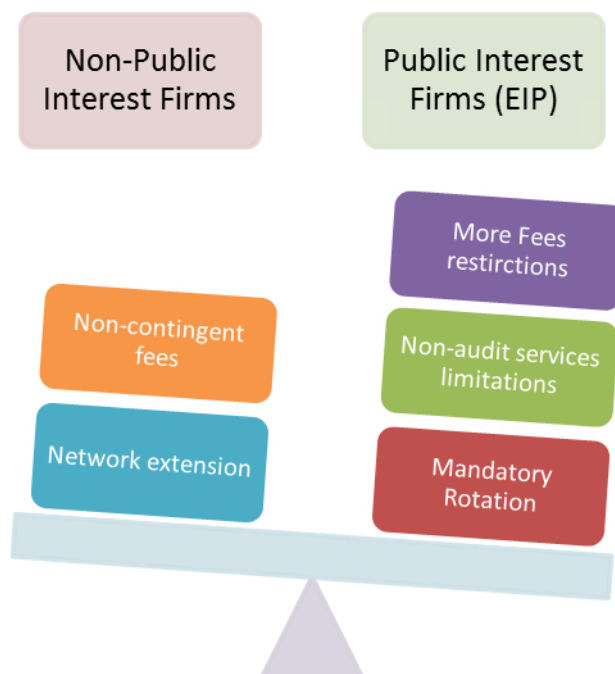 Non-Public
Interest Firms
Public Interest
Firms (EIP)
More Fees
restirctions
Non-contingent
fees
Non-audit services
limitations
Network extension
Mandatory
Rotation